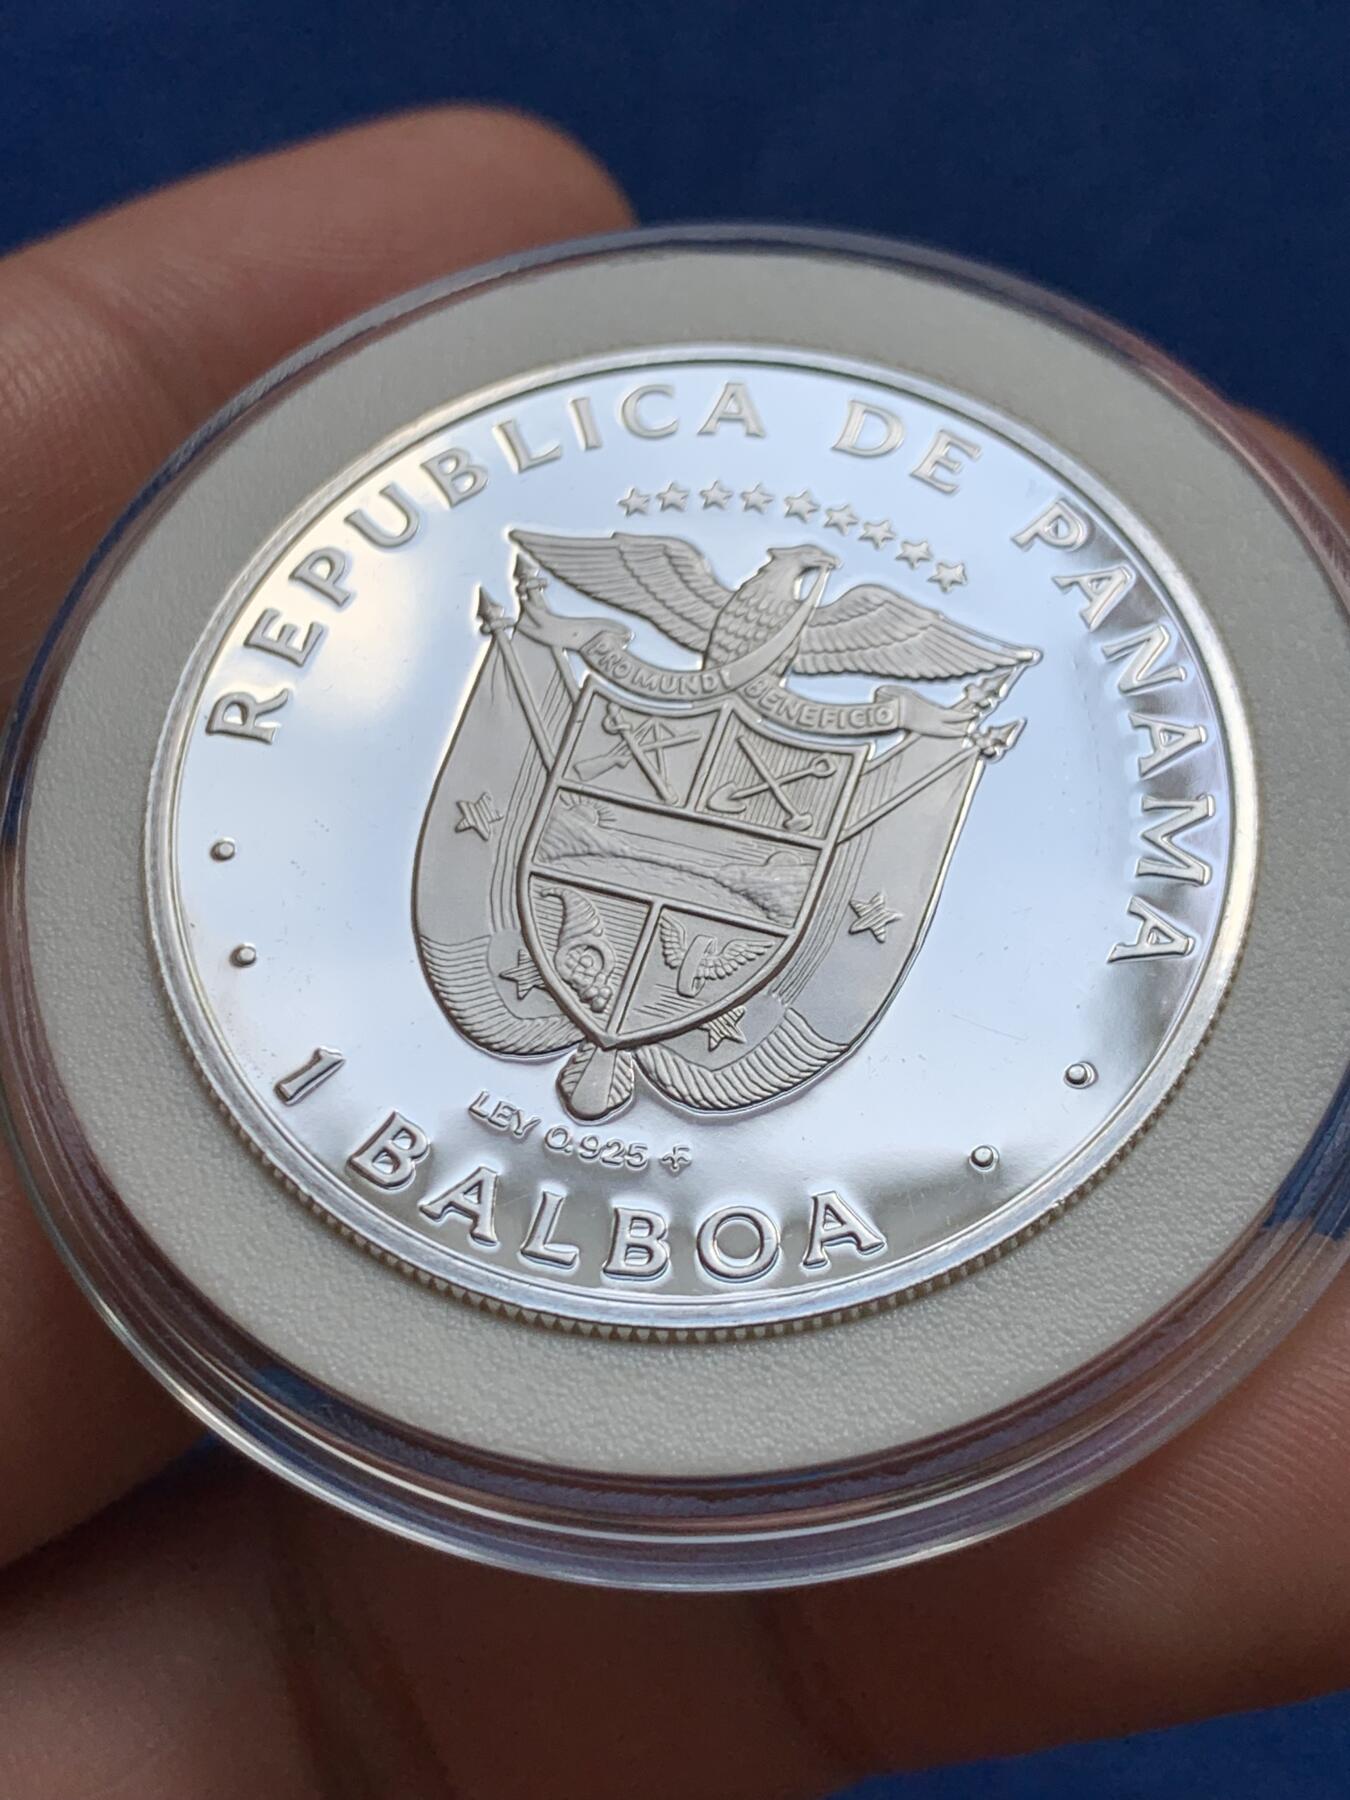 REPUBLICA DE PANAMA
PRO MUNDI BENEFICIO
LEY 0.925
1 BALBOA